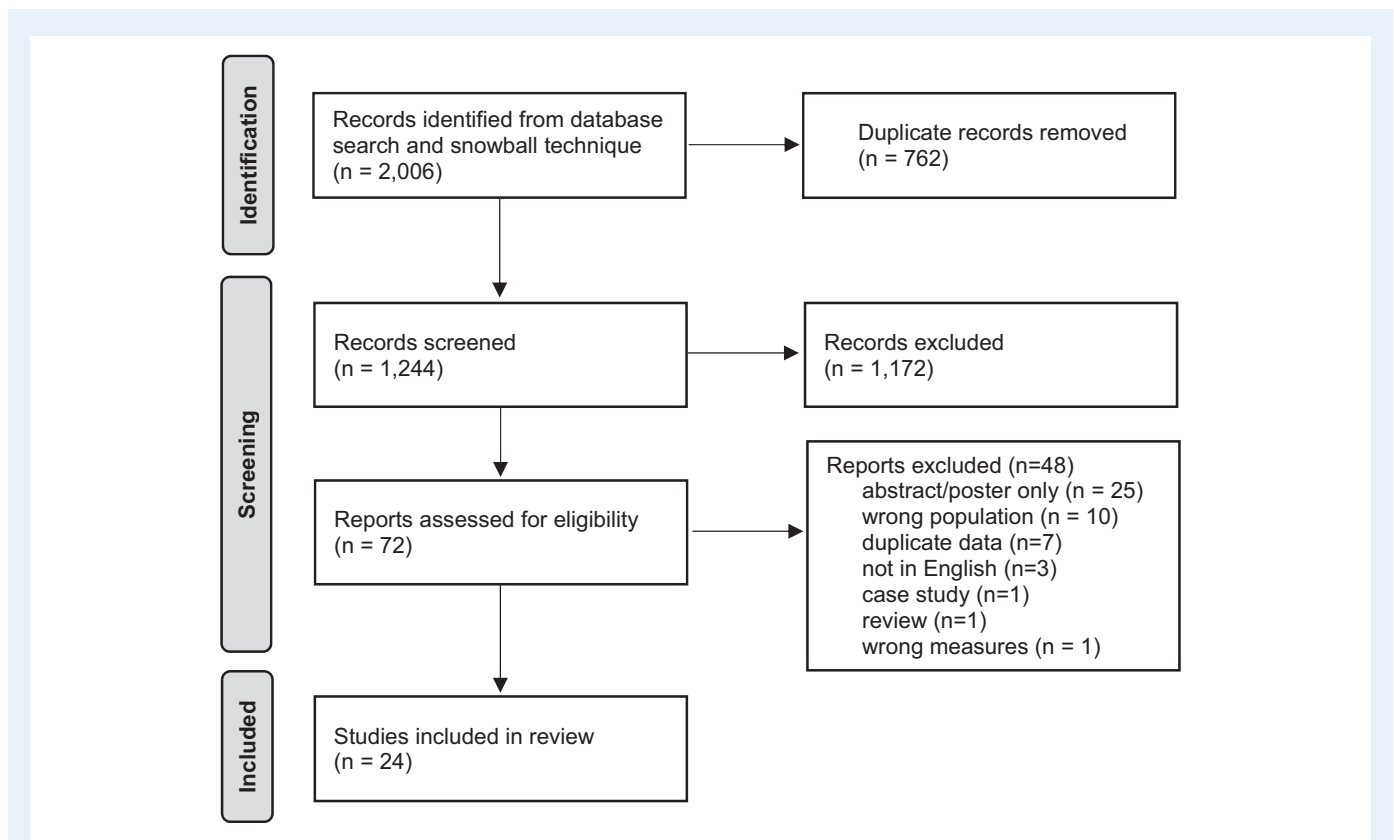 Identification
Records identified from database
search and snowball technique
(n = 2,006)
Duplicate records removed
(n = 762)
Screening
Records screened
(n = 1,244)
Records excluded
(n = 1,172)
Reports assessed for eligibility
(n = 72)
Reports excluded (n=48)
abstract/poster only (n = 25)
wrong population (n = 10)
duplicate data (n=7)
not in English (n=3)
case study (n=1)
review (n=1)
wrong measures (n = 1)
Included
Studies included in review
(n = 24)